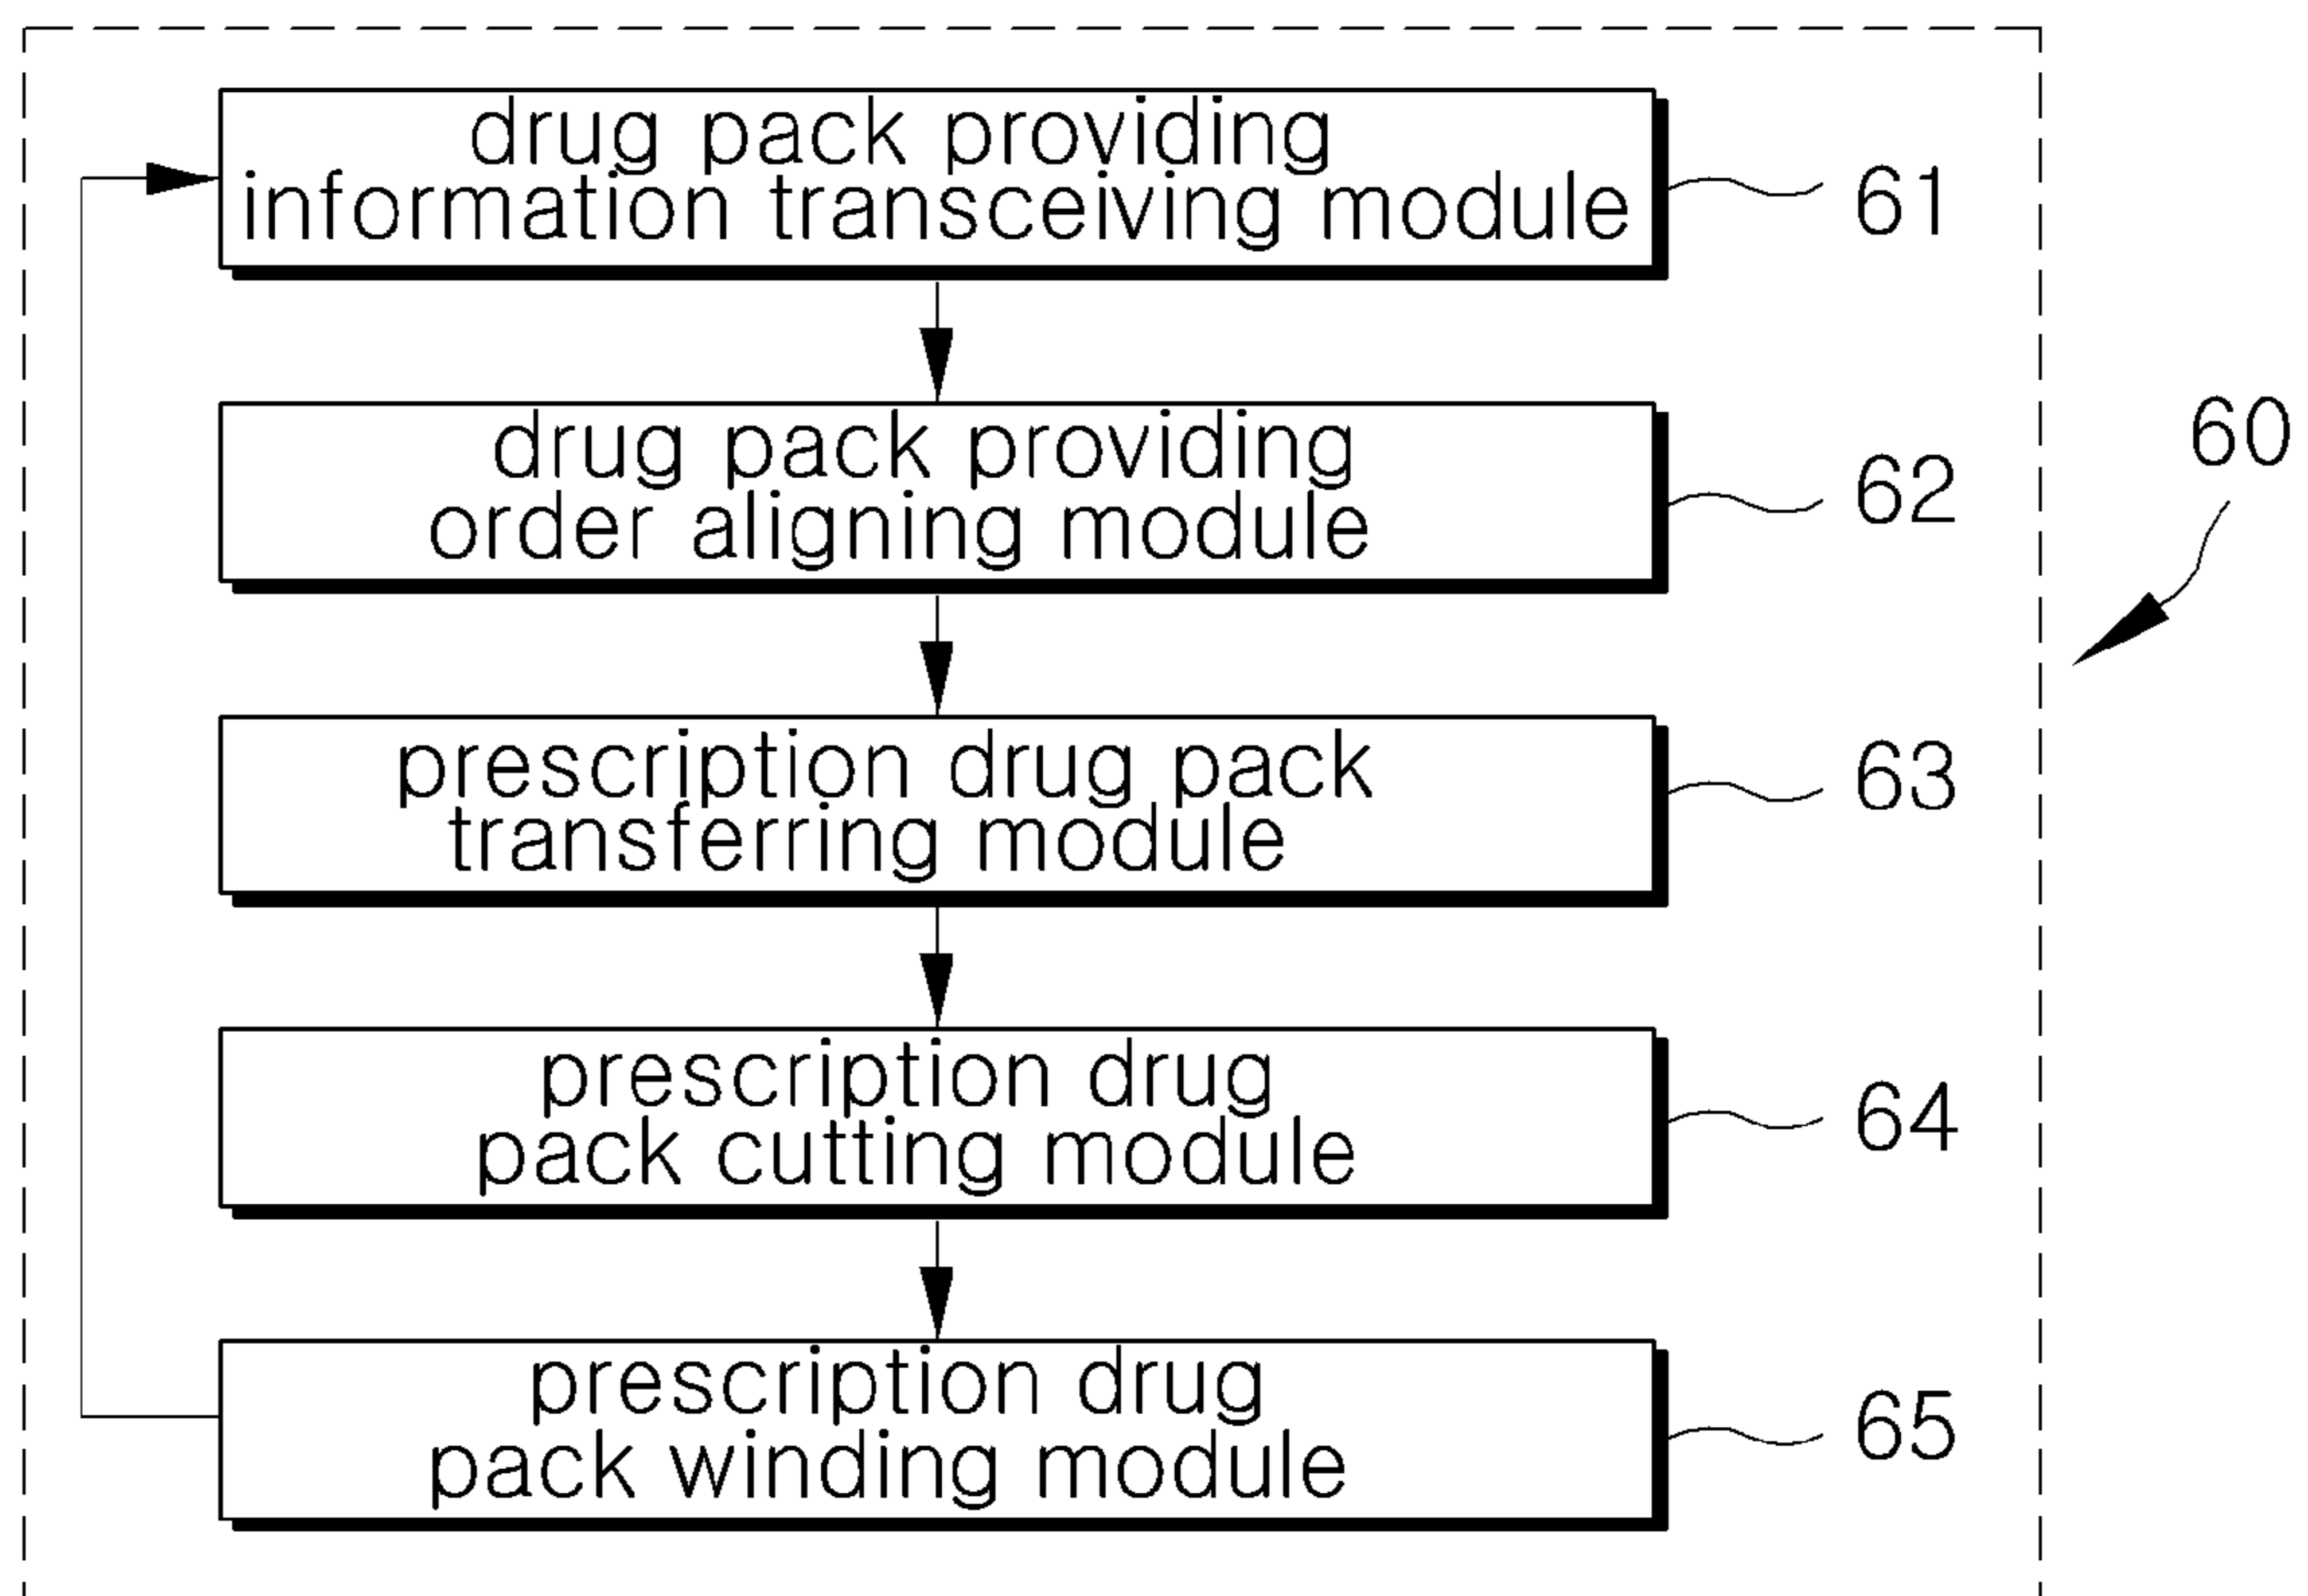 drug pack providing
information transceiving module
61
drug pack providing
order aligning module
62
60
prescription drug pack
transferring module
63
prescription drug
pack cutting module
64
prescription drug
pack winding module
65